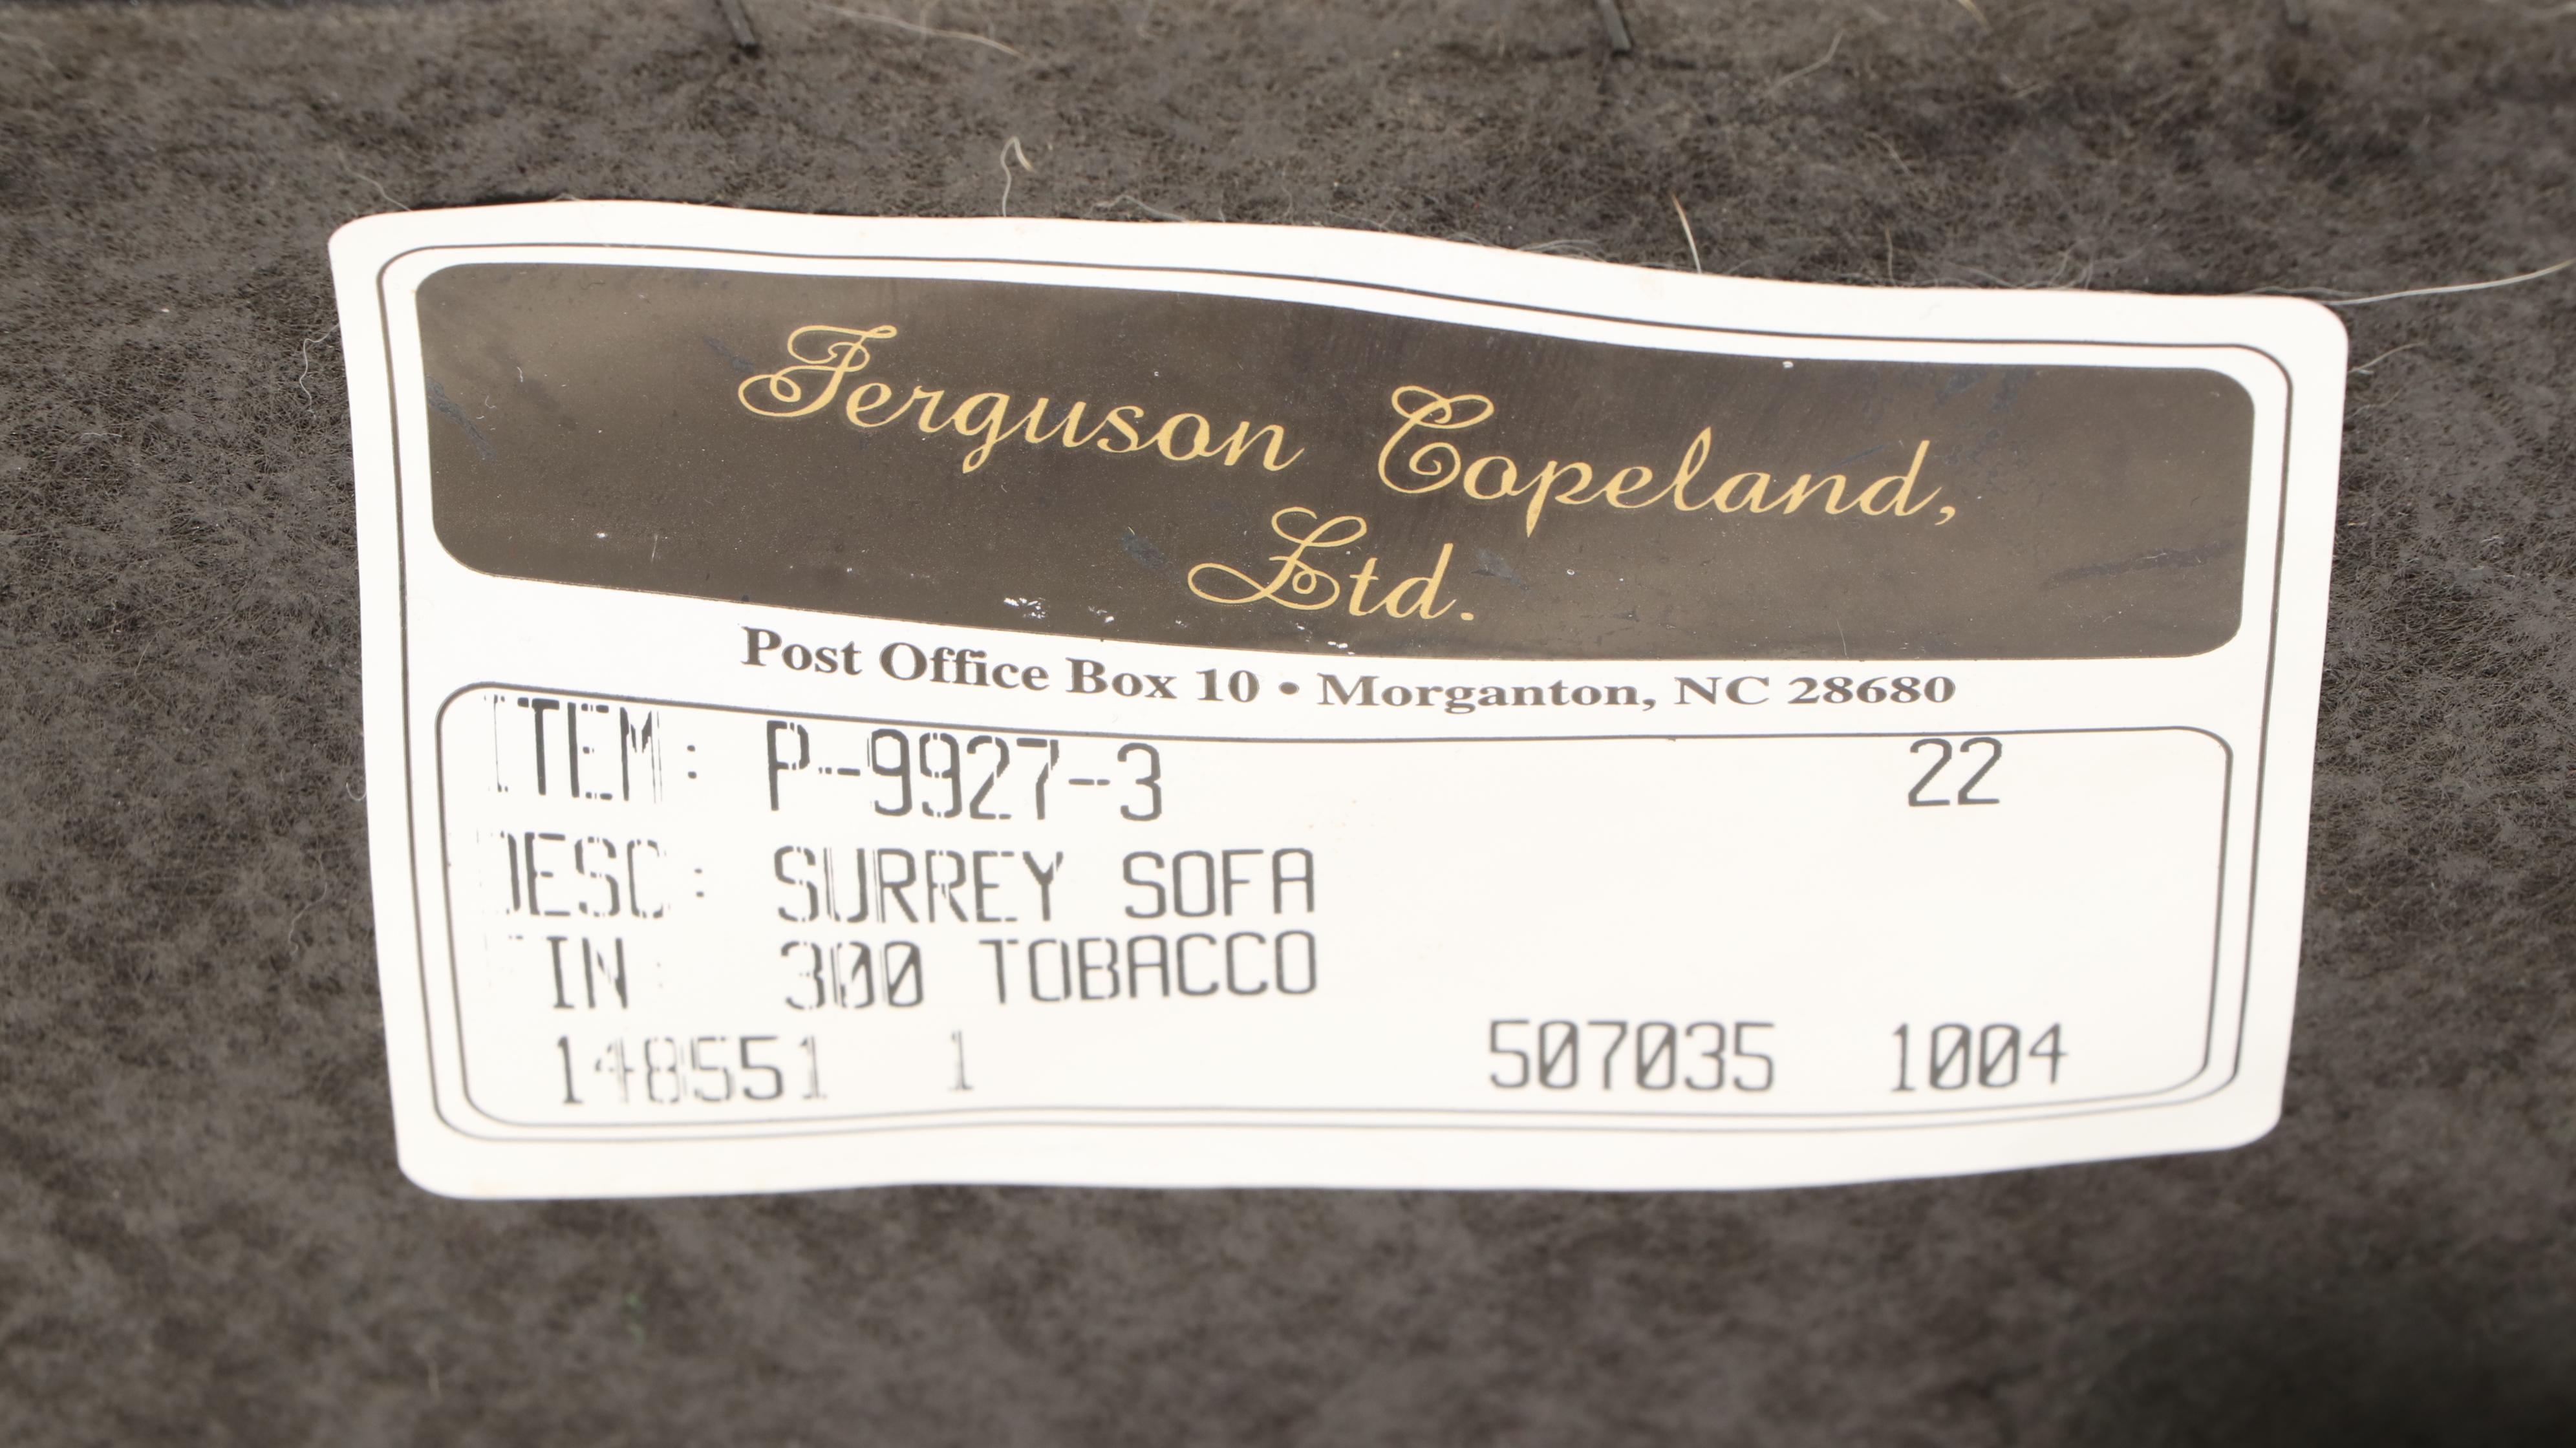 Ferguson Copeland,
Ltd.
Post Office Box 10 • Morganton, NC 28680
ITEM: P-9927-3 22
DESC: SURREY SOFA
FIN: 300 TOBACCO
148551 1 507035 1004